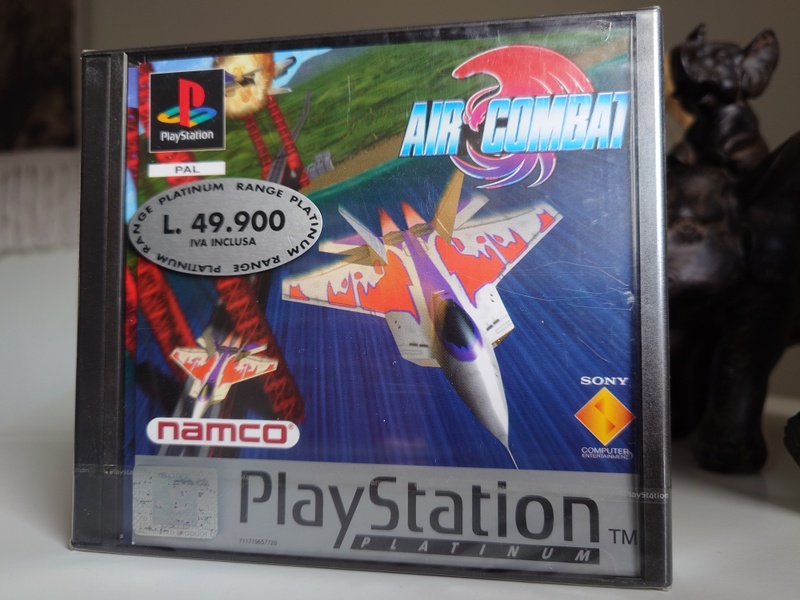 PlayStation
PAL
AIR COMBAT
PLATINUM RANGE PLATINUM RANGE PLATINUM RANGE
L. 49.900
IVA INCLUSA
SONY
COMPUTER
ENTERTAINMENT
namco
PlayStation TM
PLATINUM